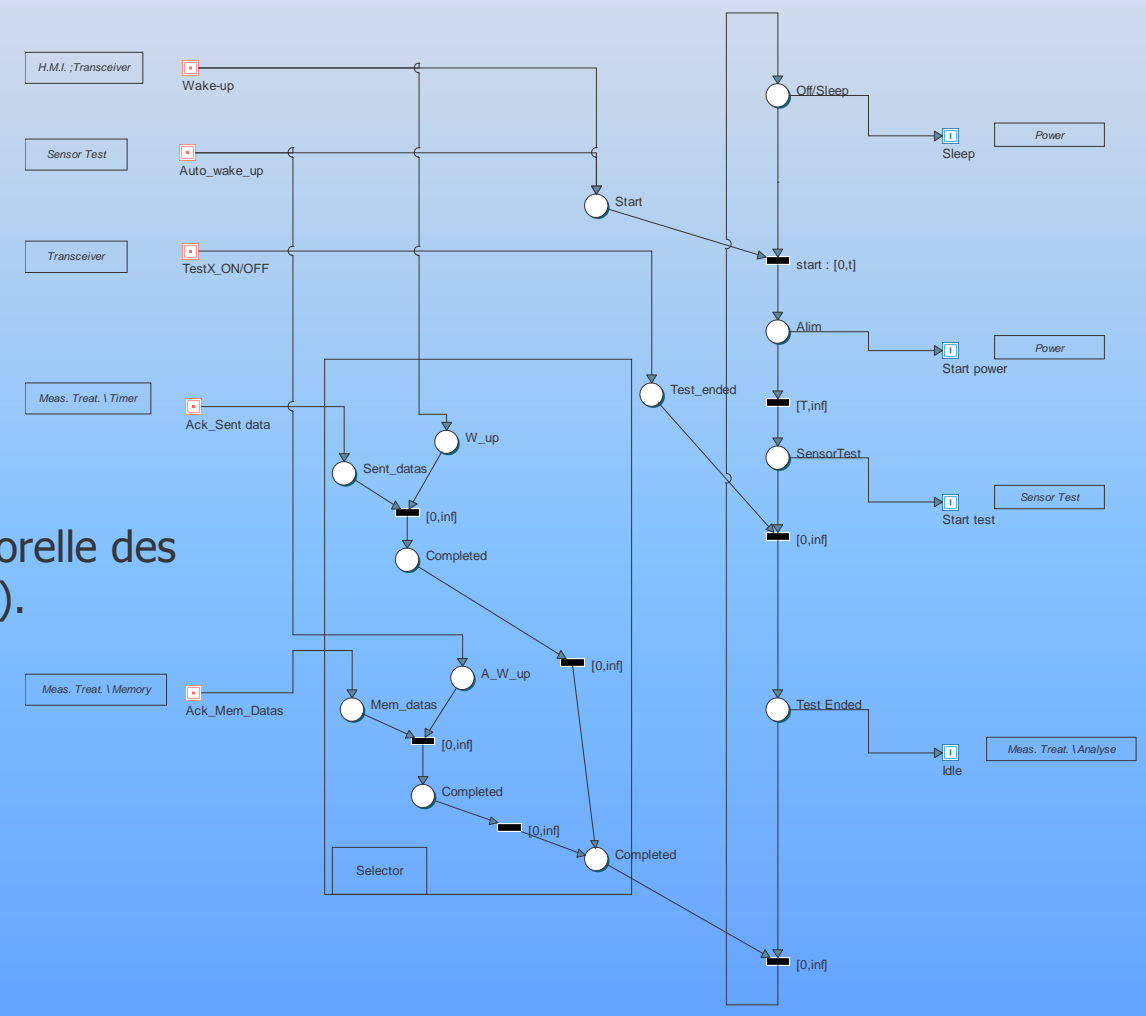 H.M.I. ;Transceiver
Wake-up
Off/Sleep
Power
Sleep
Sensor Test
Auto_wake_up
Start
Transceiver
TestX_ON/OFF
start : [0,t]
Alim
Power
Start power
Meas. Treat. \ Timer
Ack_Sent data
Test_ended
[T,inf]
W_up
SensorTest
Sent_datas
Sensor Test
Start test
[0,inf]
[0,inf]
orelle des
).
Completed
[0,inf]
Meas. Treat. \ Memory
Ack_Mem_Datas
A_W_up
Mem_datas
Test Ended
[0,inf]
Meas. Treat. \ Analyse
Idle
Completed
[0,inf]
Completed
Selector
[0,inf]